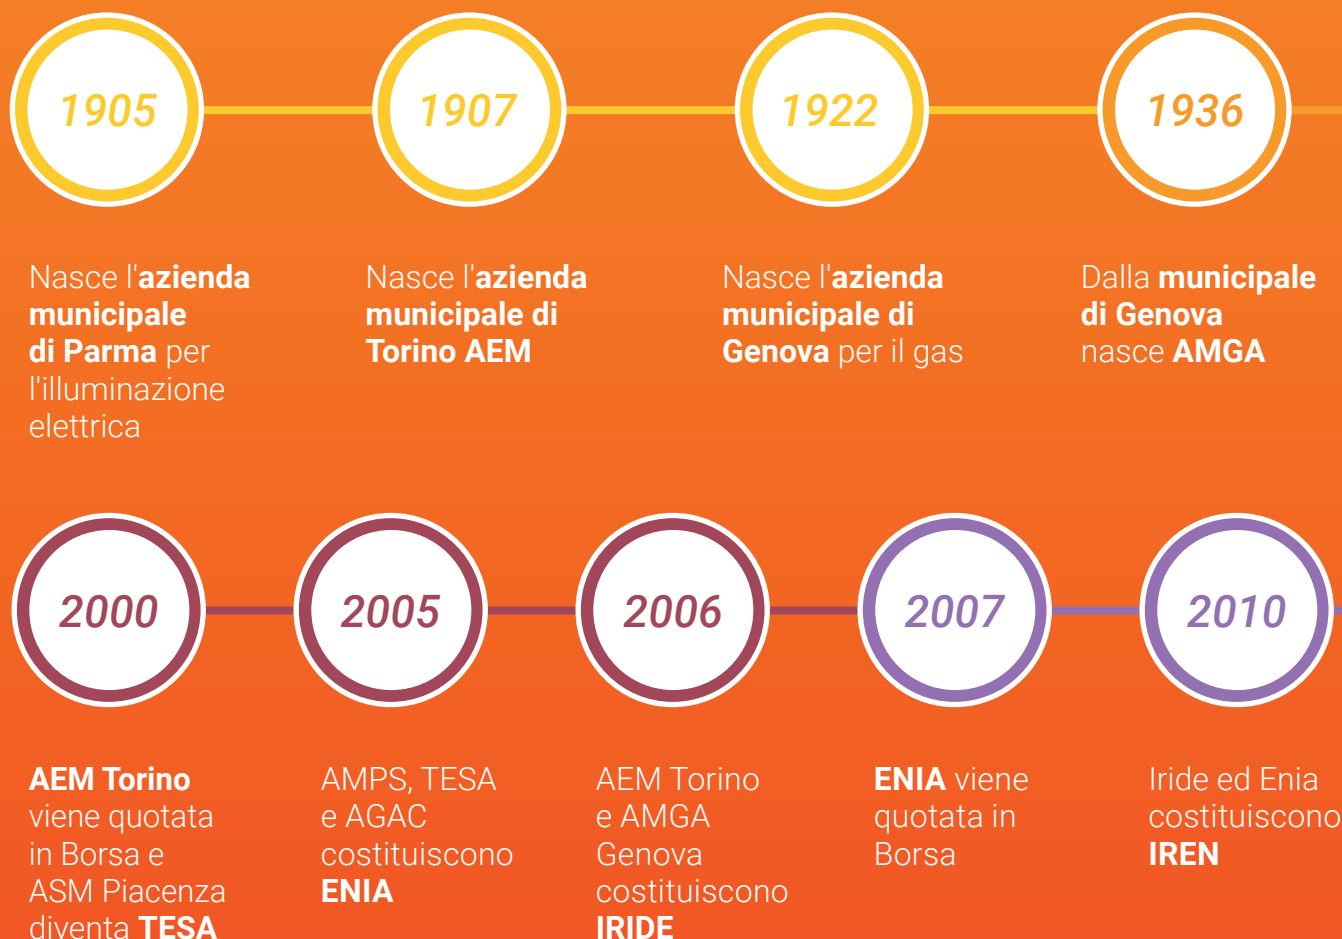 1905
Nasce l'azienda
municipale
di Parma per
l'illuminazione
elettrica
1907
Nasce l'azienda
municipale di
Torino AEM
1922
Nasce l'azienda
municipale di
Genova per il gas
1936
Dalla municipale
di Genova
nasce AMGA
2000
AEM Torino
viene quotata
in Borsa e
ASM Piacenza
diventa TESA
2005
AMPS, TESA
e AGAC
costituiscono
ENIA
2006
AEM Torino
e AMGA
Genova
costituiscono
IRIDE
2007
ENIA viene
quotata in
Borsa
2010
Iride ed Enia
costituiscono
IREN